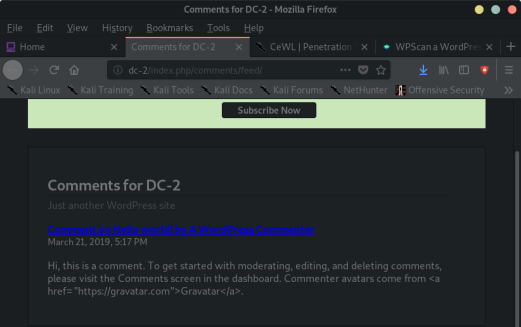 Comments for DC-2 - Mozilla Firefox
File Edit View History Bookmarks Tools Help
Home × Comments for DC-2 × CeWL | Penetration × WPScan a WordPr × +
dc-2/index.php/comments/feed/
Kali Linux Kali Training Kali Tools Kali Docs Kali Forums NetHunter Offensive Security »
Subscribe Now
Comments for DC-2
Just another WordPress site
Comment on Hello world! by A WordPress Commenter
March 21, 2019, 5:17 PM
Hi, this is a comment. To get started with moderating, editing, and deleting comments,
please visit the Comments screen in the dashboard. Commenter avatars come from <a
href="https://gravatar.com">Gravatar</a>.